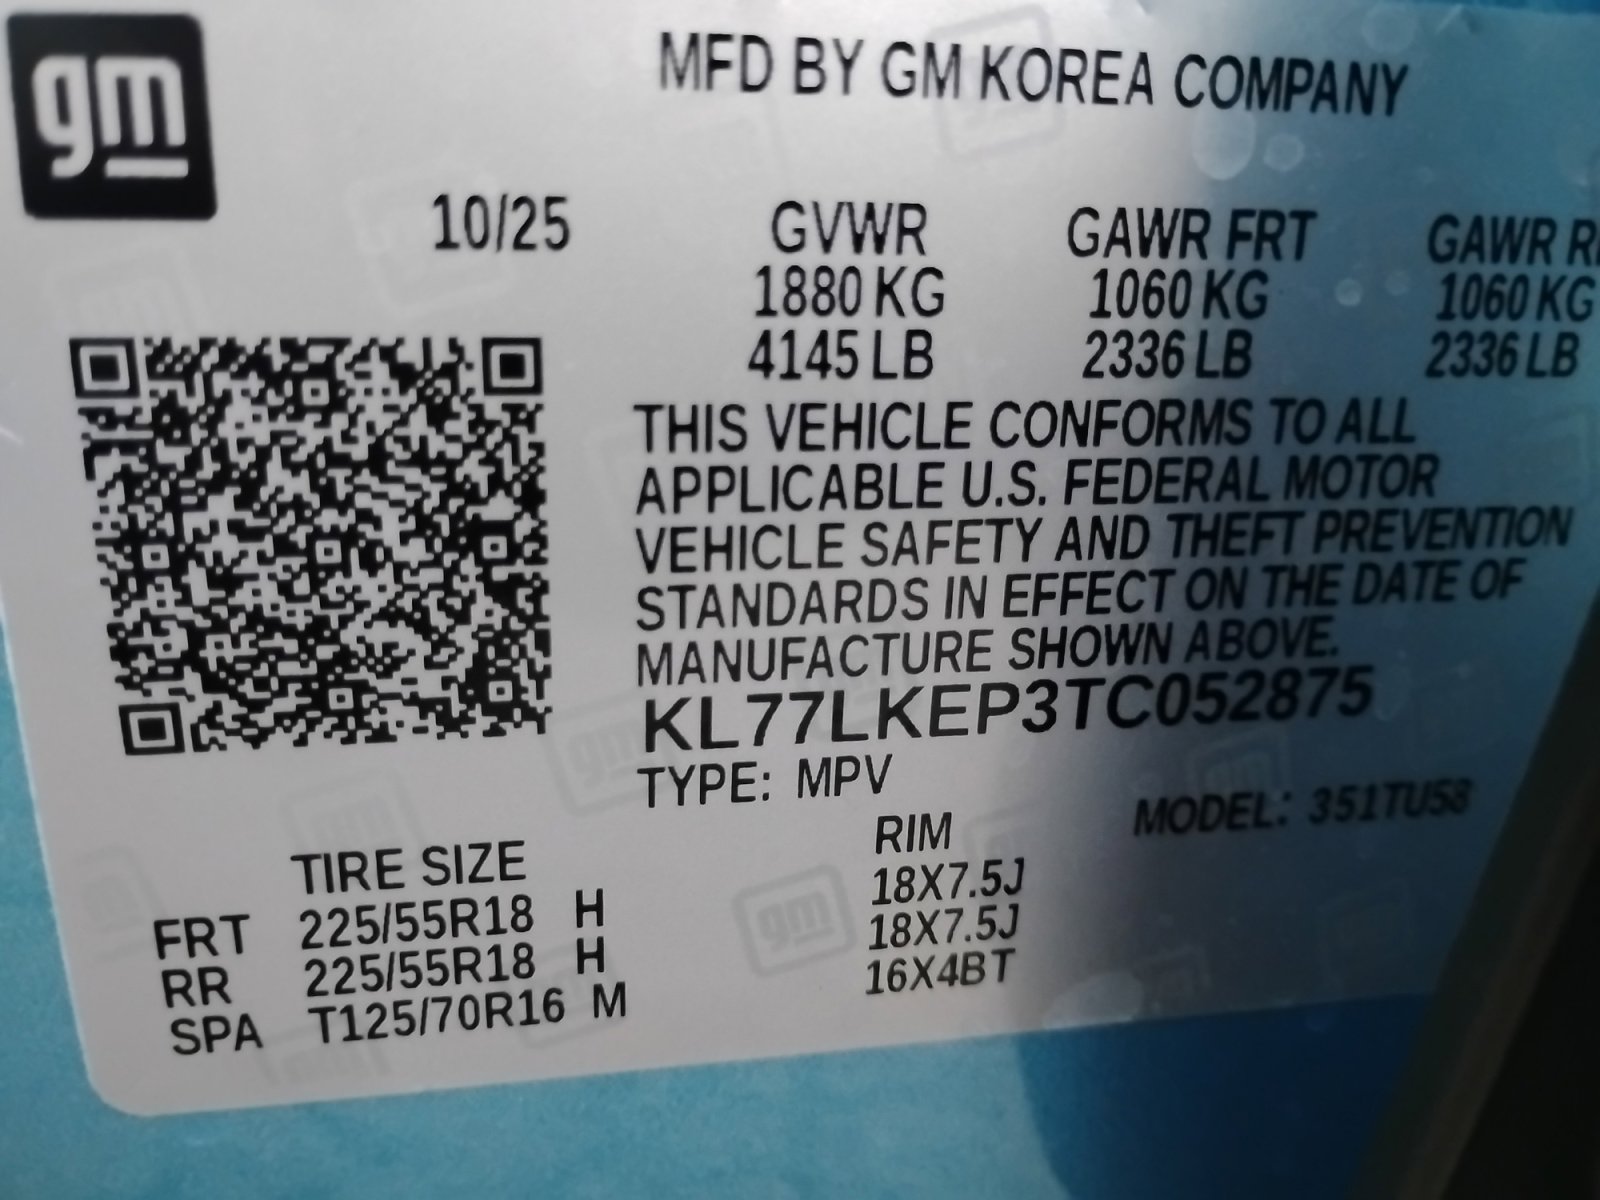 gm
MFD BY GM KOREA COMPANY
10/25 GVWR GAWR FRT GAWR
1880 KG 1060 KG 1060 KG
4145 LB 2336 LB 2336 LB
THIS VEHICLE CONFORMS TO ALL
APPLICABLE U.S. FEDERAL MOTOR
VEHICLE SAFETY AND THEFT PREVENTION
STANDARDS IN EFFECT ON THE DATE OF
MANUFACTURE SHOWN ABOVE.
KL77LKEP3TC052875
TYPE: MPV MODEL: 351TU58
TIRE SIZE RIM
FRT 225/55R18 H 18X7.5J
RR 225/55R18 H 18X7.5J
SPA T125/70R16 M 16X4BT